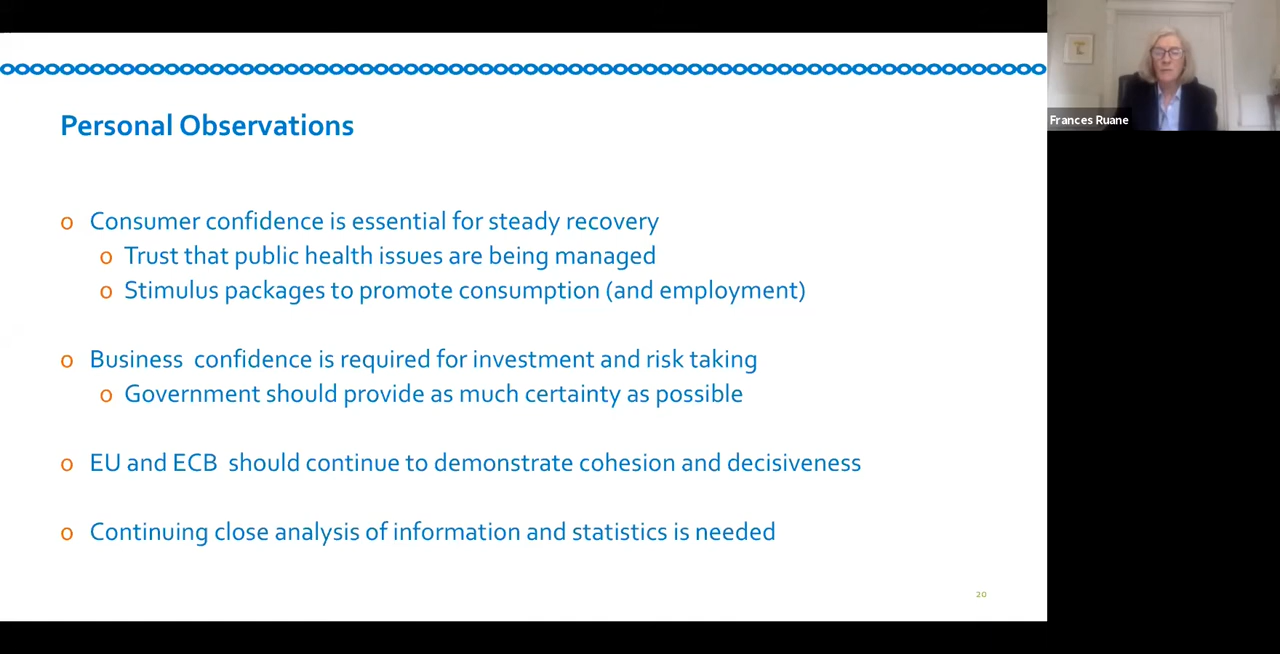 Personal Observations
o Consumer confidence is essential for steady recovery
o Trust that public health issues are being managed
o Stimulus packages to promote consumption (and employment)
o Business confidence is required for investment and risk taking
o Government should provide as much certainty as possible
o EU and ECB should continue to demonstrate cohesion and decisiveness
o Continuing close analysis of information and statistics is needed
20
Frances Ruane